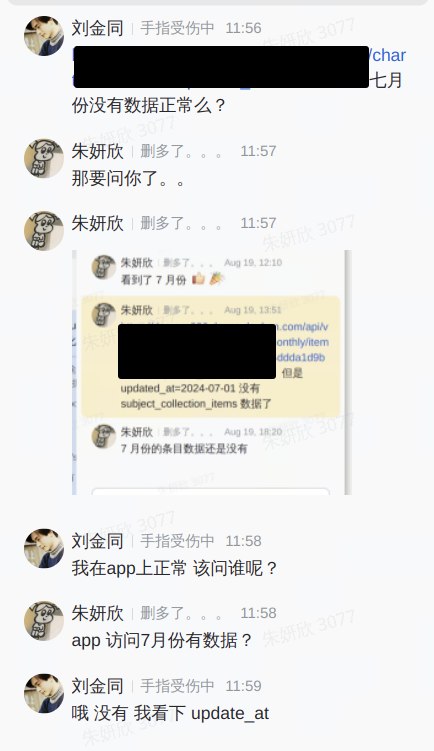 刘金同 手指受伤中 11:56
/char
七月
份没有数据正常么？
朱妍欣 删多了。。。 11:57
那要问你了。。
朱妍欣 删多了。。。 11:57
朱妍欣 删多了。。。 Aug 19, 12:10
看到了 7 月份 👍 🎉
朱妍欣 删多了。。。 Aug 19, 13:51
.com/api/v
onthly/item
ddda1d9b
但是
updated_at=2024-07-01 没有
subject_collection_items 数据了
朱妍欣 删多了。。。 Aug 19, 18:20
7 月份的条目数据还是没有
刘金同 手指受伤中 11:58
我在app上正常 该问谁呢？
朱妍欣 删多了。。。 11:58
app 访问7月份有数据？
刘金同 手指受伤中 11:59
哦 没有 我看下 update_at
朱妍欣 3077